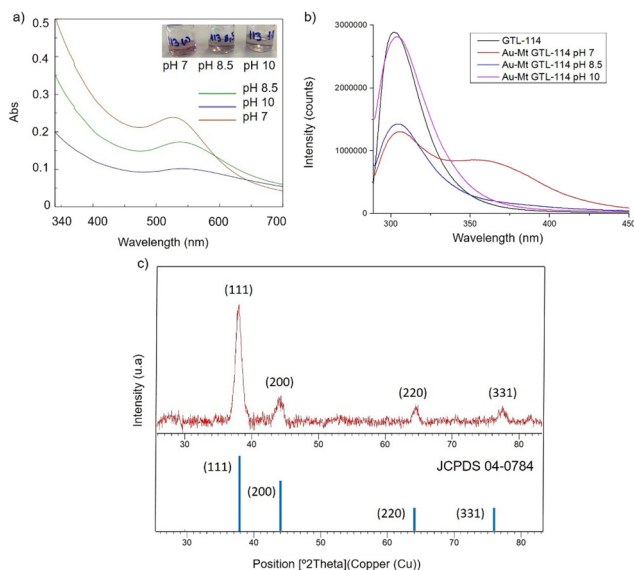 a)
0.5
0.4
0.3
0.2
0.1
0
Abs
340
400
500
600
700
Wavelength (nm)
pH 7 pH 8.5 pH 10
pH 8.5
pH 10
pH 7
b)
3000000
2000000
1000000
0
Intensity (counts)
300
350
400
450
Wavelength (nm)
GTL-114
Au-Mt GTL-114 pH 7
Au-Mt GTL-114 pH 8.5
Au-Mt GTL-114 pH 10
c)
Intensity (u.a)
(111)
(200)
(220)
(331)
30
40
50
60
70
80
JCPDS 04-0784
(111)
(200)
(220)
(331)
30
40
50
60
70
80
Position [º2Theta](Copper (Cu))